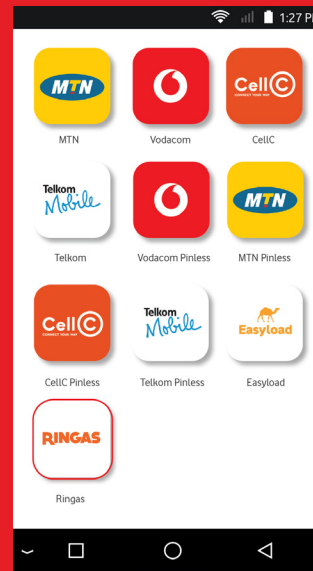 1:27 P
MTN
Cell C
CONNECT YOUR WAY
MTN Vodacom CellC
Telkom
Mobile
MTN
Telkom Vodacom Pinless MTN Pinless
Cell C
CONNECT YOUR WAY
Telkom
Mobile
Easyload
CellC Pinless Telkom Pinless Easyload
RINGAS
Ringas